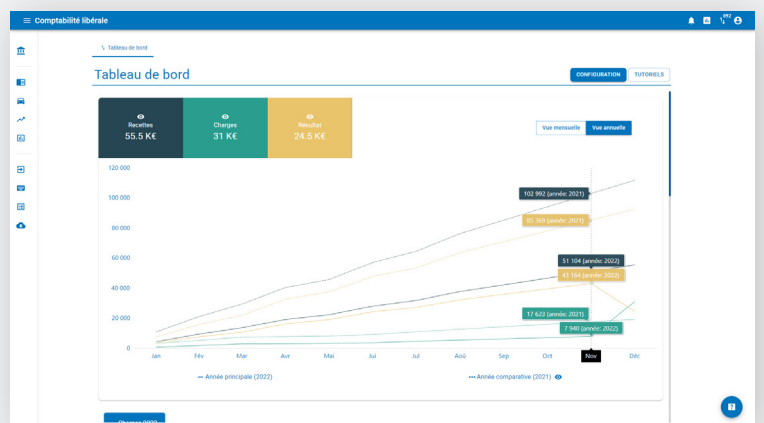 Comptabilité libérale
892
Tableau de bord
Tableau de bord
CONFIGURATION
TUTORIELS
Recettes
55.5 K€
Charges
31 K€
Résultat
24.5 K€
Vue mensuelle
Vue annuelle
120 000
100 000
80 000
60 000
40 000
20 000
0
102 992 (année: 2021)
85 369 (année: 2021)
51 104 (année: 2022)
43 164 (année: 2022)
17 623 (année: 2021)
7 940 (année: 2022)
Jan
Fév
Mar
Avr
Mai
Jui
Jul
Aoû
Sep
Oct
Nov
Déc
Année principale (2022)
Année comparative (2021)
Charges 2022